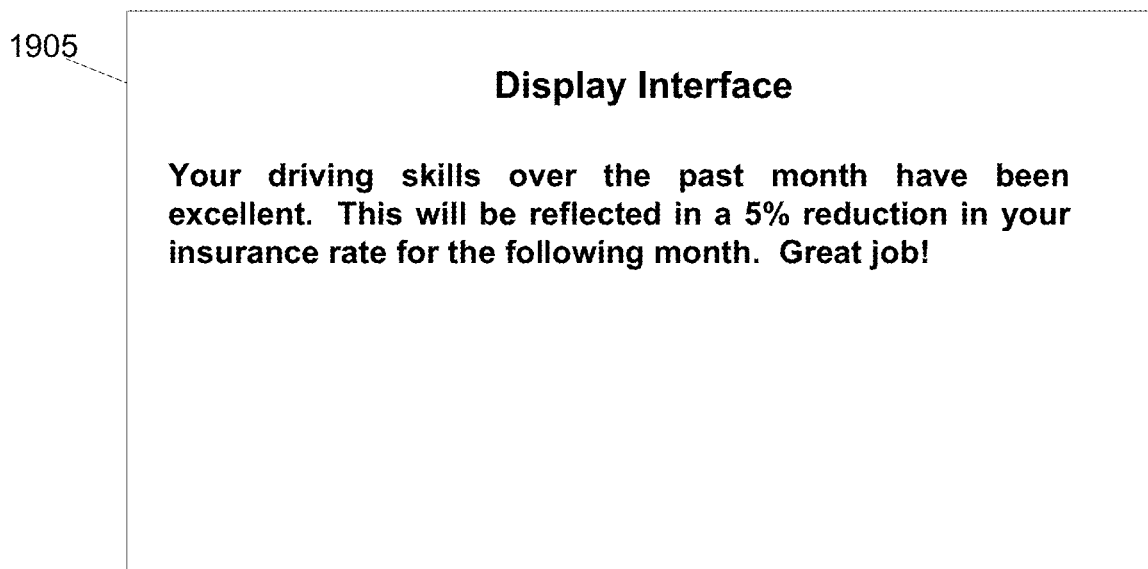 1905
Display Interface
Your driving skills over the past month have been
excellent. This will be reflected in a 5% reduction in your
insurance rate for the following month. Great job!